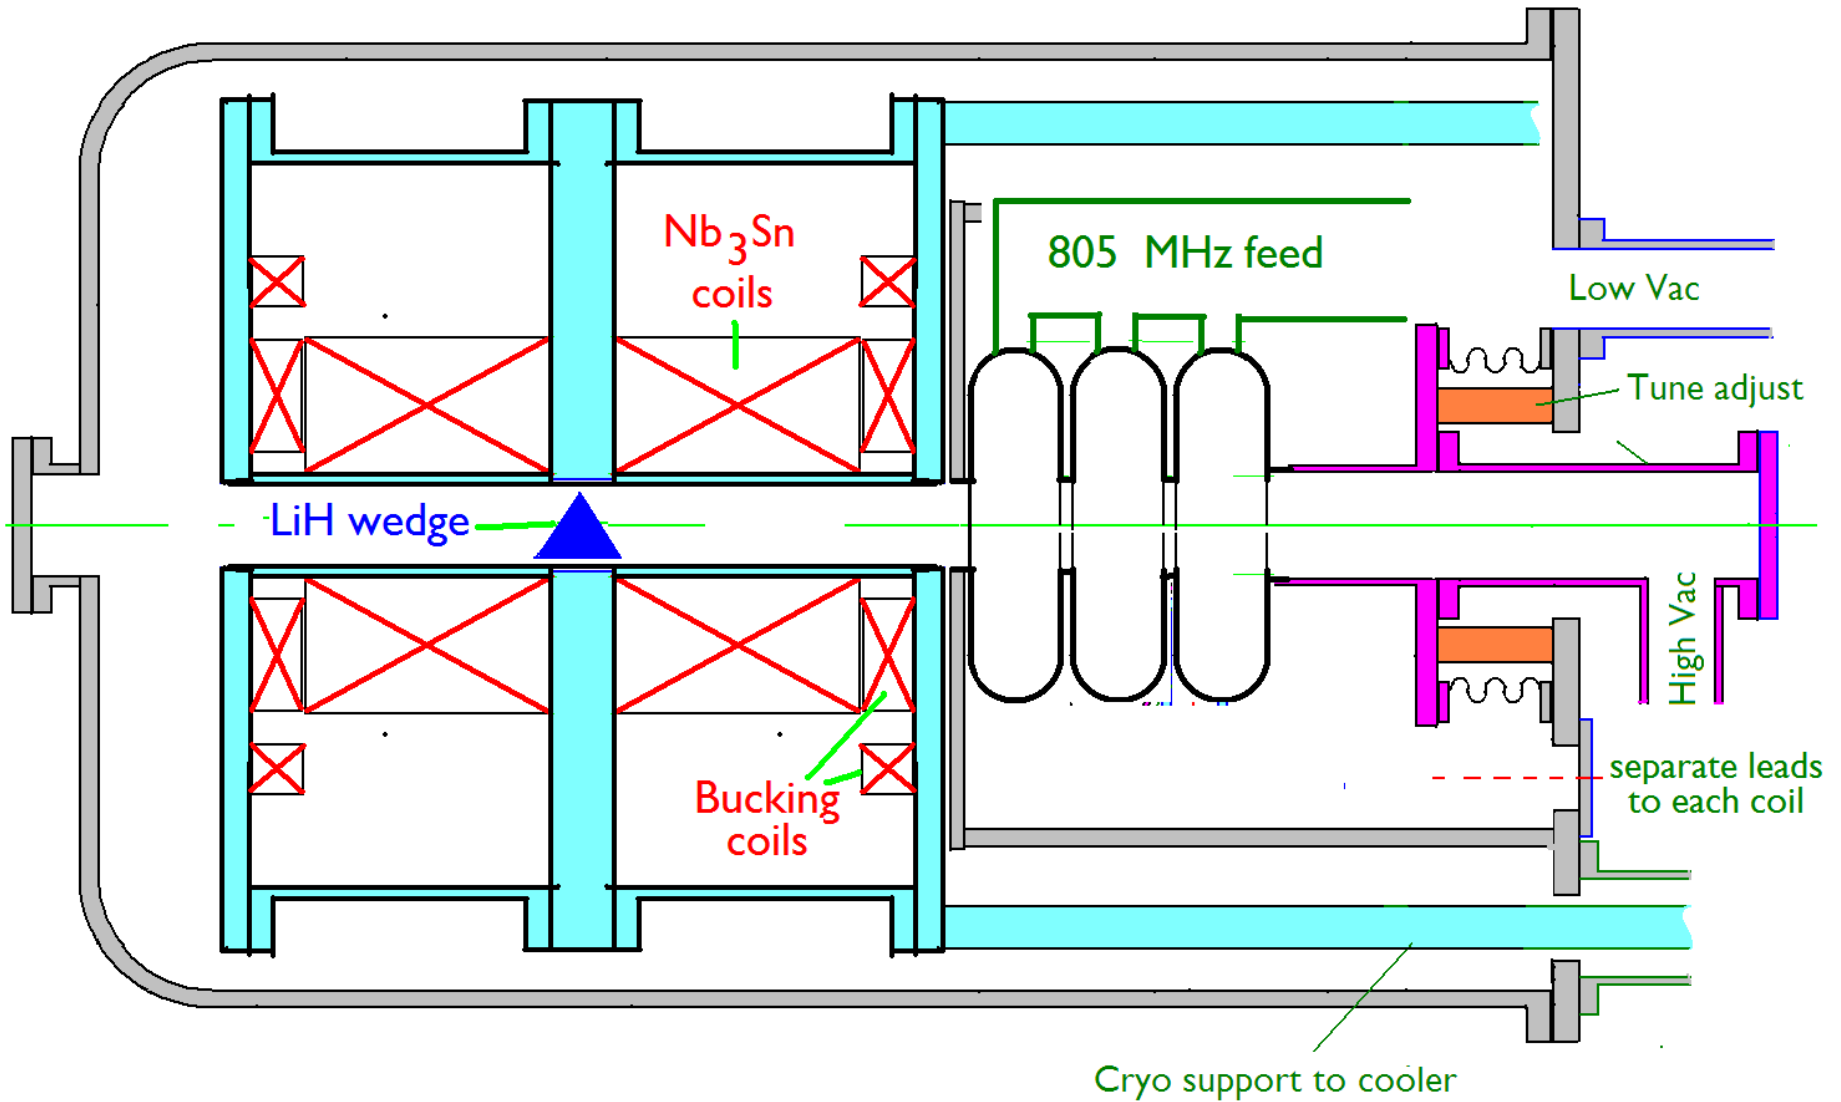 Nb3Sn
coils
805 MHz feed
Low Vac
Tune adjust
LiH wedge
High Vac
separate leads
to each coil
Bucking
coils
Cryo support to cooler